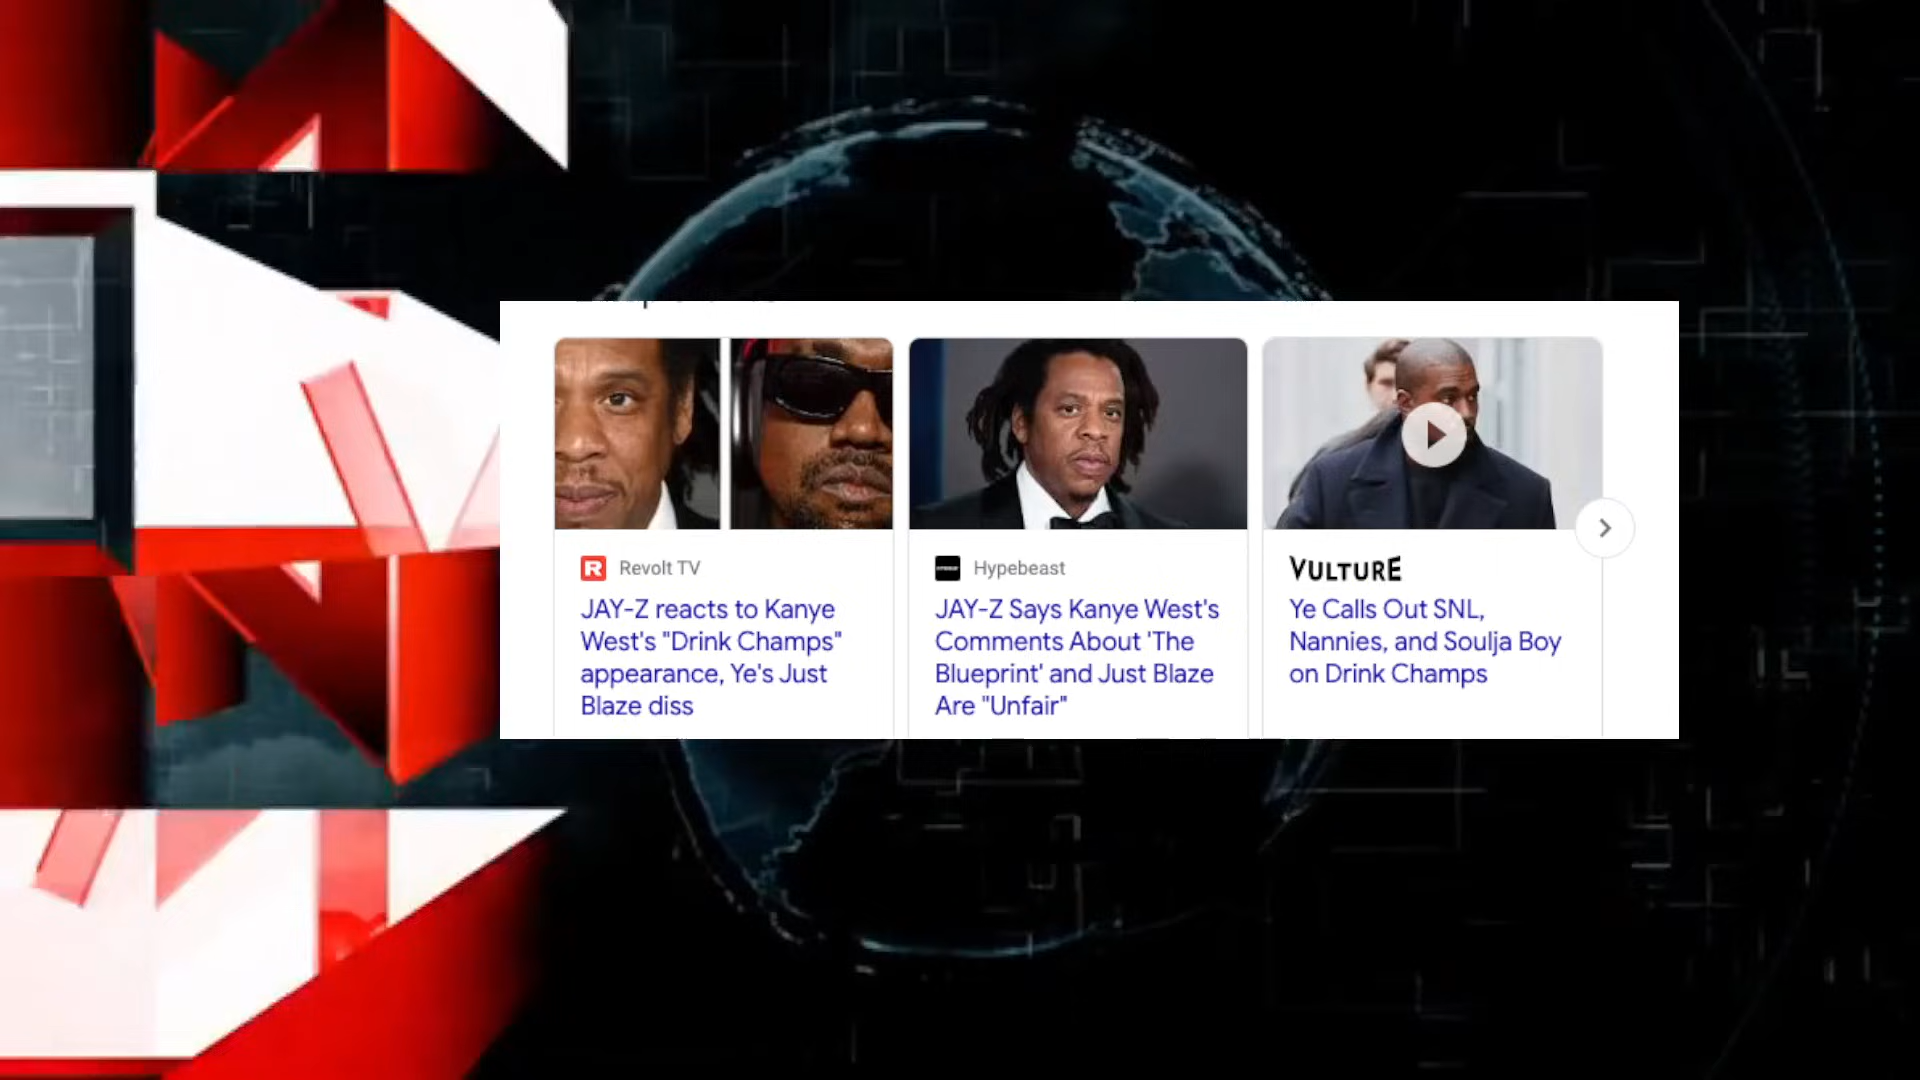 Revolt TV
JAY-Z reacts to Kanye
West's "Drink Champs"
appearance, Ye's Just
Blaze diss
Hypebeast
JAY-Z Says Kanye West's
Comments About 'The
Blueprint' and Just Blaze
Are "Unfair"
VULTURE
Ye Calls Out SNL,
Nannies, and Soulja Boy
on Drink Champs